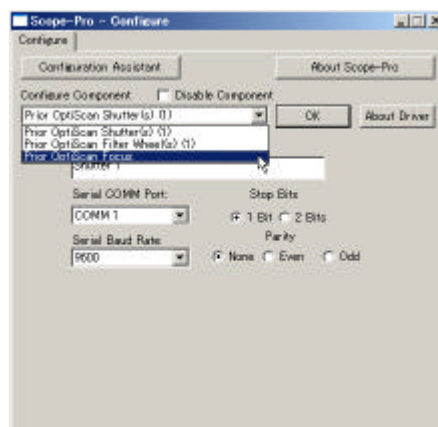 Scope-Pro - Configure
Configure
Configuration Assistant
About Scope-Pro
Configure Component
Disable Component
Prior OptiScan Shutter(s) (1)
OK
About Driver
Prior OptiScan Shutter(s) (1)
Prior OptiScan Filter Wheel(s) (1)
Prior OptiScan Focus
Shutter 1
Serial COMM Port:
Stop Bits
COMM 1
1 Bit
2 Bits
Serial Baud Rate
Parity
9600
None
Even
Odd